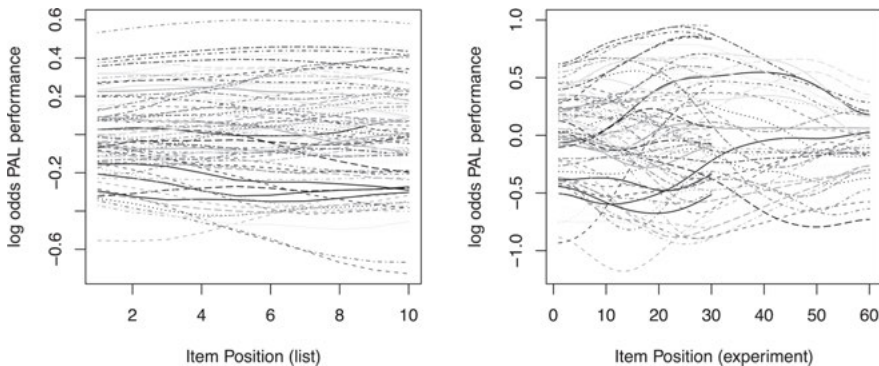 log odds PAL performance
0.6
0.2
−0.2
−0.6
2 4 6 8 10
Item Position (list)
log odds PAL performance
1.0
0.5
0.0
−0.5
−1.0
0 10 20 30 40 50 60
Item Position (experiment)